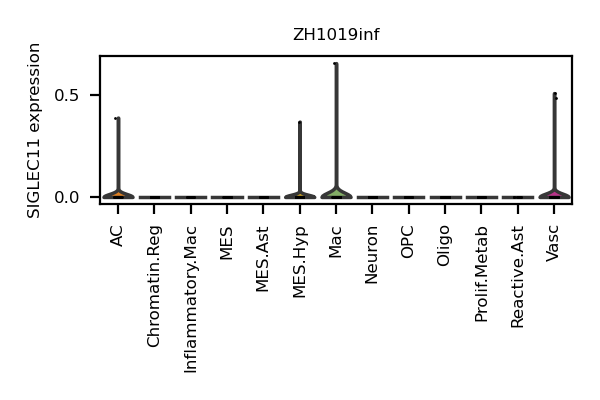 ZH1019inf
SIGLEC11 expression
0.5
0.0
AC
Chromatin.Reg
Inflammatory.Mac
MES
MES.Ast
MES.Hyp
Mac
Neuron
OPC
Oligo
Prolif.Metab
Reactive.Ast
Vasc